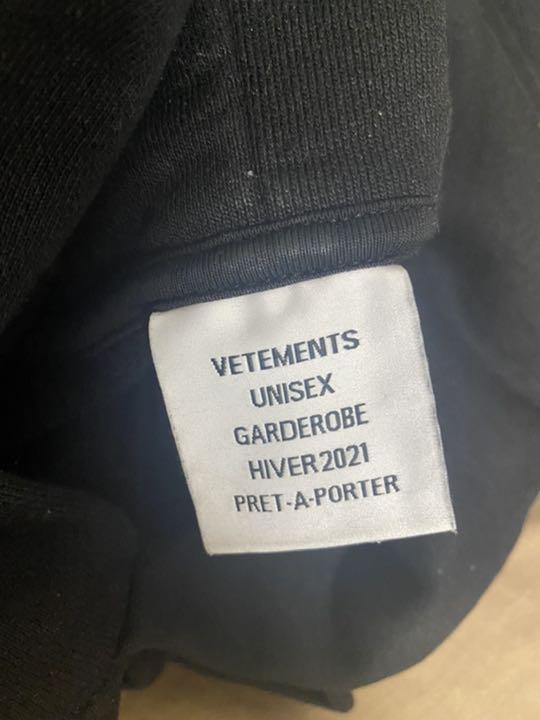 VETEMENTS
UNISEX
GARDEROBE
HIVER 2021
PRET-A-PORTER